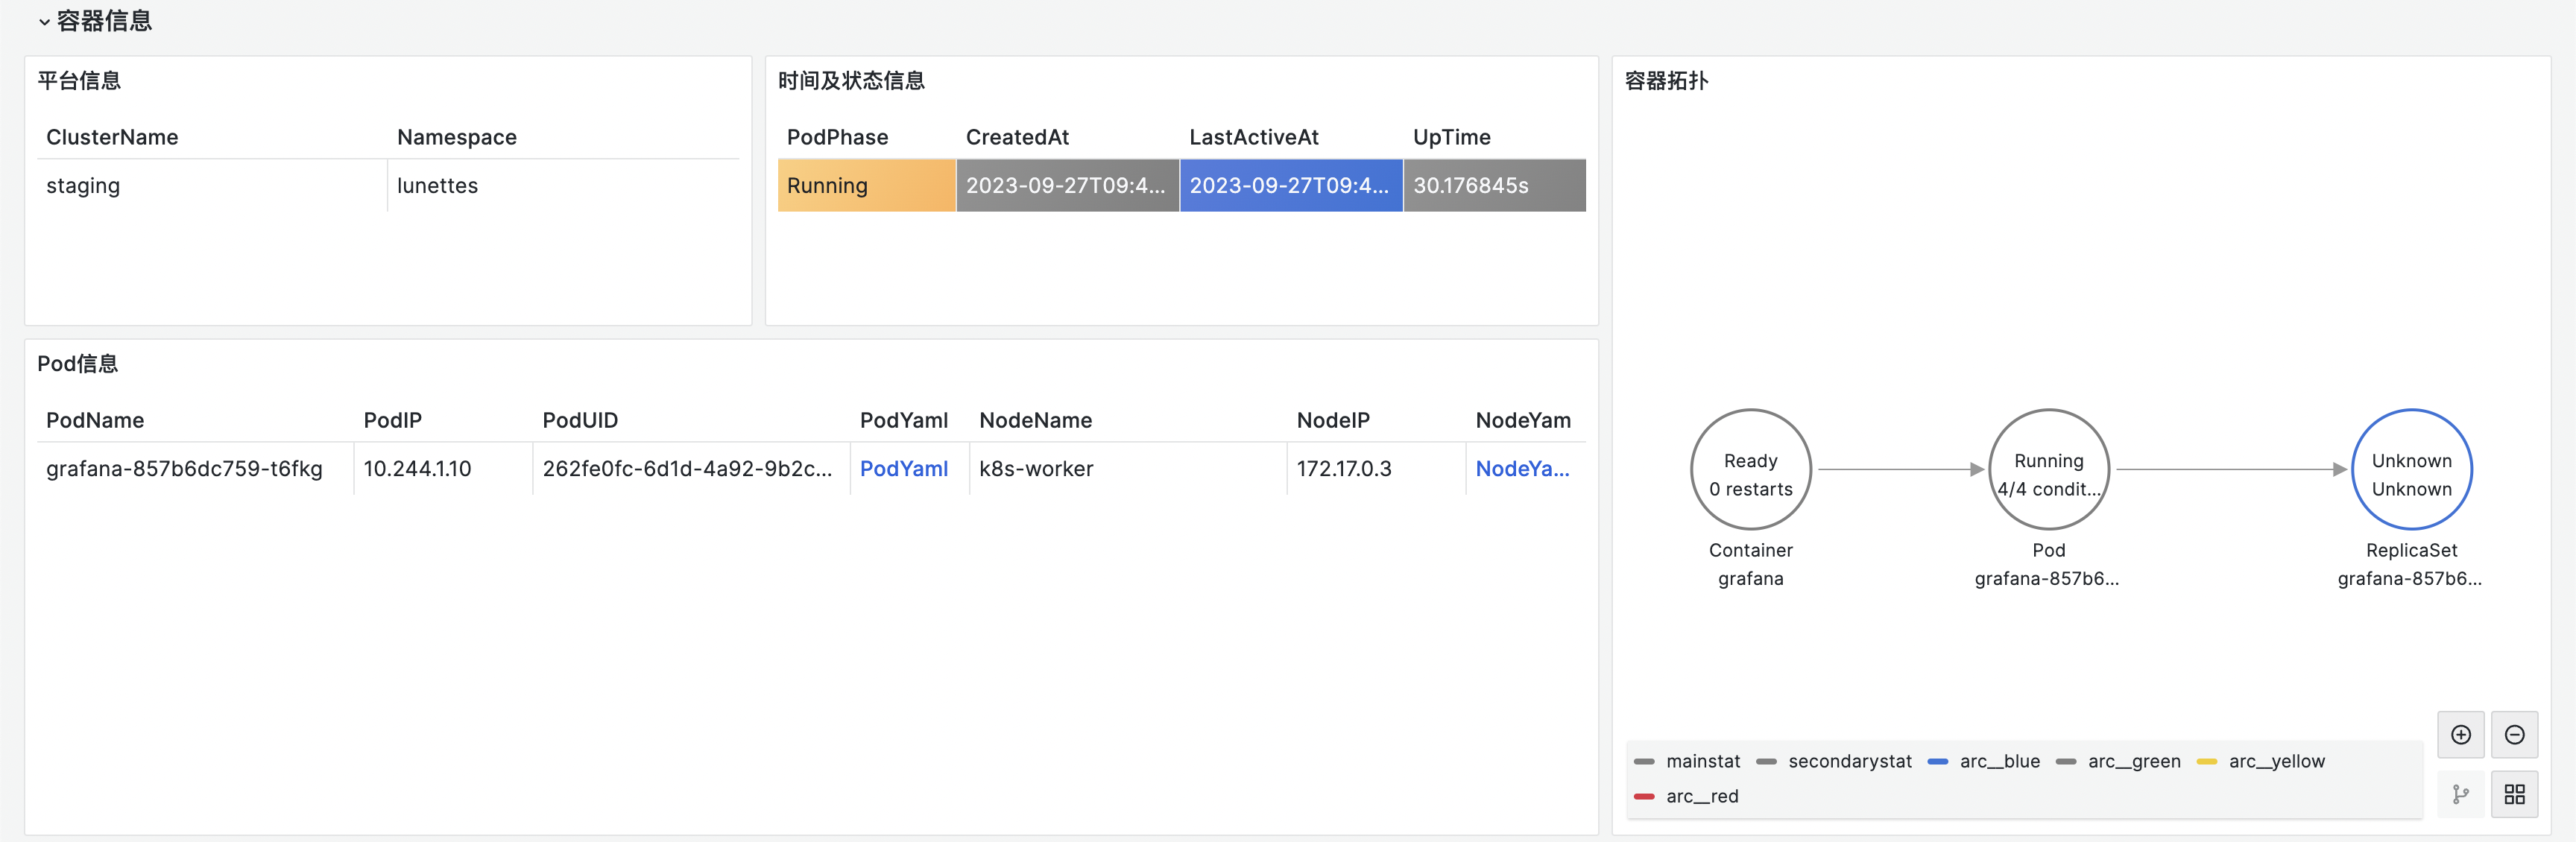 容器信息
平台信息
ClusterName Namespace
staging lunettes
时间及状态信息
PodPhase CreatedAt LastActiveAt UpTime
Running 2023-09-27T09:4... 2023-09-27T09:4... 30.176845s
Pod信息
PodName PodIP PodUID PodYaml NodeName NodeIP NodeYam
grafana-857b6dc759-t6fkg 10.244.1.10 262fe0fc-6d1d-4a92-9b2c... PodYaml k8s-worker 172.17.0.3 NodeYa...
容器拓扑
Ready
0 restarts
Container
grafana
Running
4/4 condit...
Pod
grafana-857b6...
Unknown
Unknown
ReplicaSet
grafana-857b6...
mainstat secondarystat arc__blue arc__green arc__yellow
arc__red